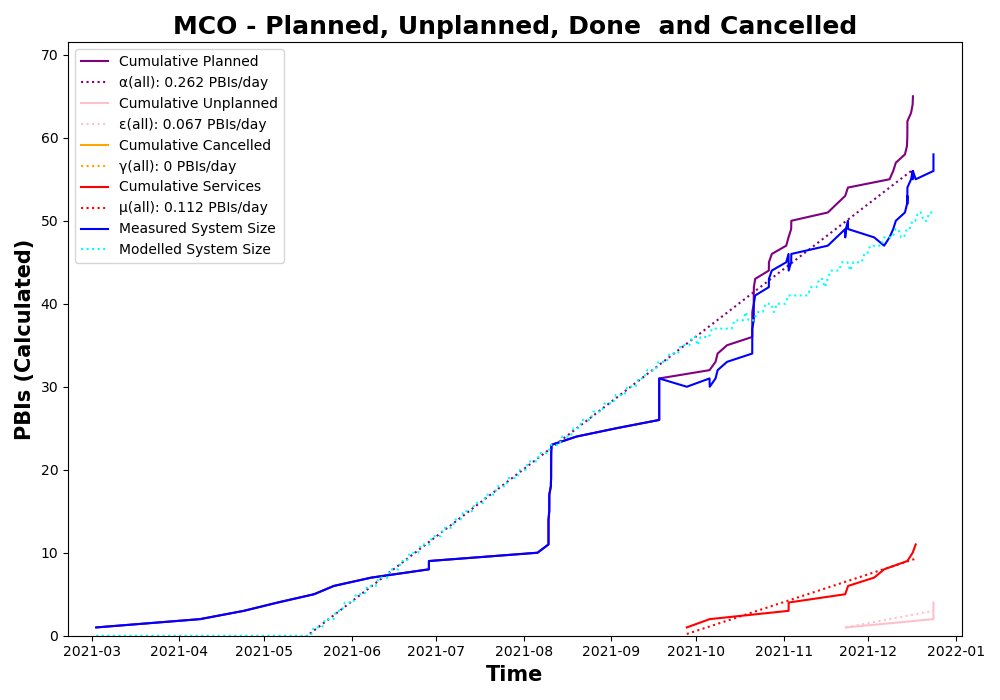 MCO - Planned, Unplanned, Done  and Cancelled
PBIs (Calculated)
70
60
50
40
30
20
10
0
Cumulative Planned
α(all): 0.262 PBIs/day
Cumulative Unplanned
ε(all): 0.067 PBIs/day
Cumulative Cancelled
γ(all): 0 PBIs/day
Cumulative Services
μ(all): 0.112 PBIs/day
Measured System Size
Modelled System Size
2021-03 2021-04 2021-05 2021-06 2021-07 2021-08 2021-09 2021-10 2021-11 2021-12 2022-01
Time